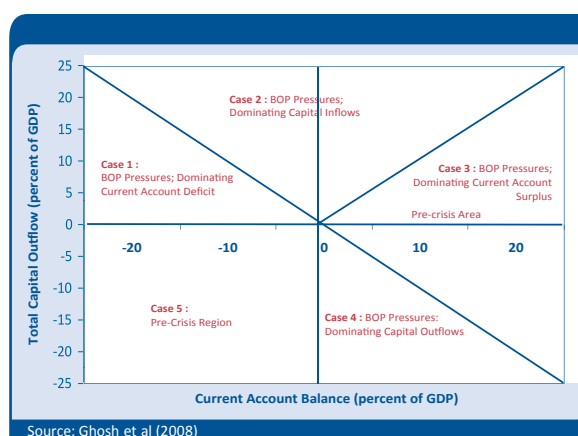 25
20
15
10
5
0
-5
-10
-15
-20
-25
Total Capital Outflow (percent of GDP)
Case 2 : BOP Pressures;
Dominating Capital Inflows
Case 1 :
BOP Pressures; Dominating
Current Account Deficit
Case 3 : BOP Pressures;
Dominating Current Account
Surplus
Pre-crisis Area
-20
-10
0
10
20
Case 5 :
Pre-Crisis Region
Case 4 : BOP Pressures:
Dominating Capital Outflows
Current Account Balance (percent of GDP)
Source: Ghosh et al (2008)